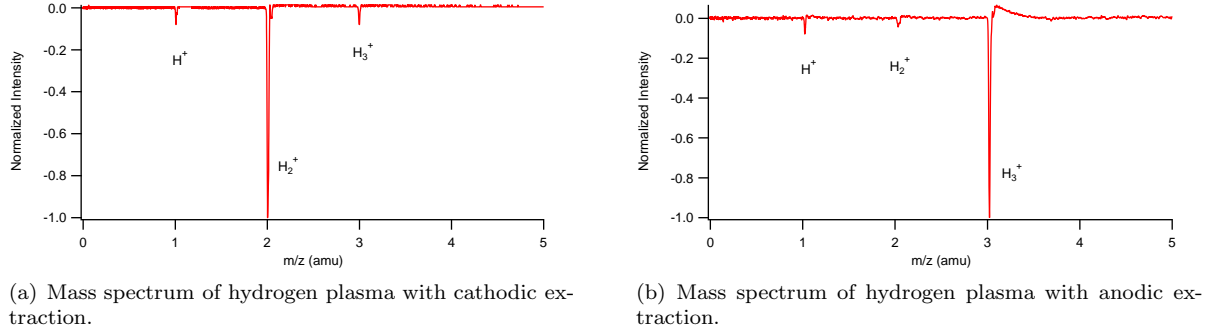 0.0
-0.2
-0.4
-0.6
-0.8
-1.0
Normalized Intensity
H+
H2+
H3+
0 1 2 3 4 5
m/z (amu)
(a) Mass spectrum of hydrogen plasma with cathodic ex-
traction.
0.0
-0.2
-0.4
-0.6
-0.8
-1.0
Normalized Intensity
H+
H2+
H3+
0 1 2 3 4 5
m/z (amu)
(b) Mass spectrum of hydrogen plasma with anodic ex-
traction.